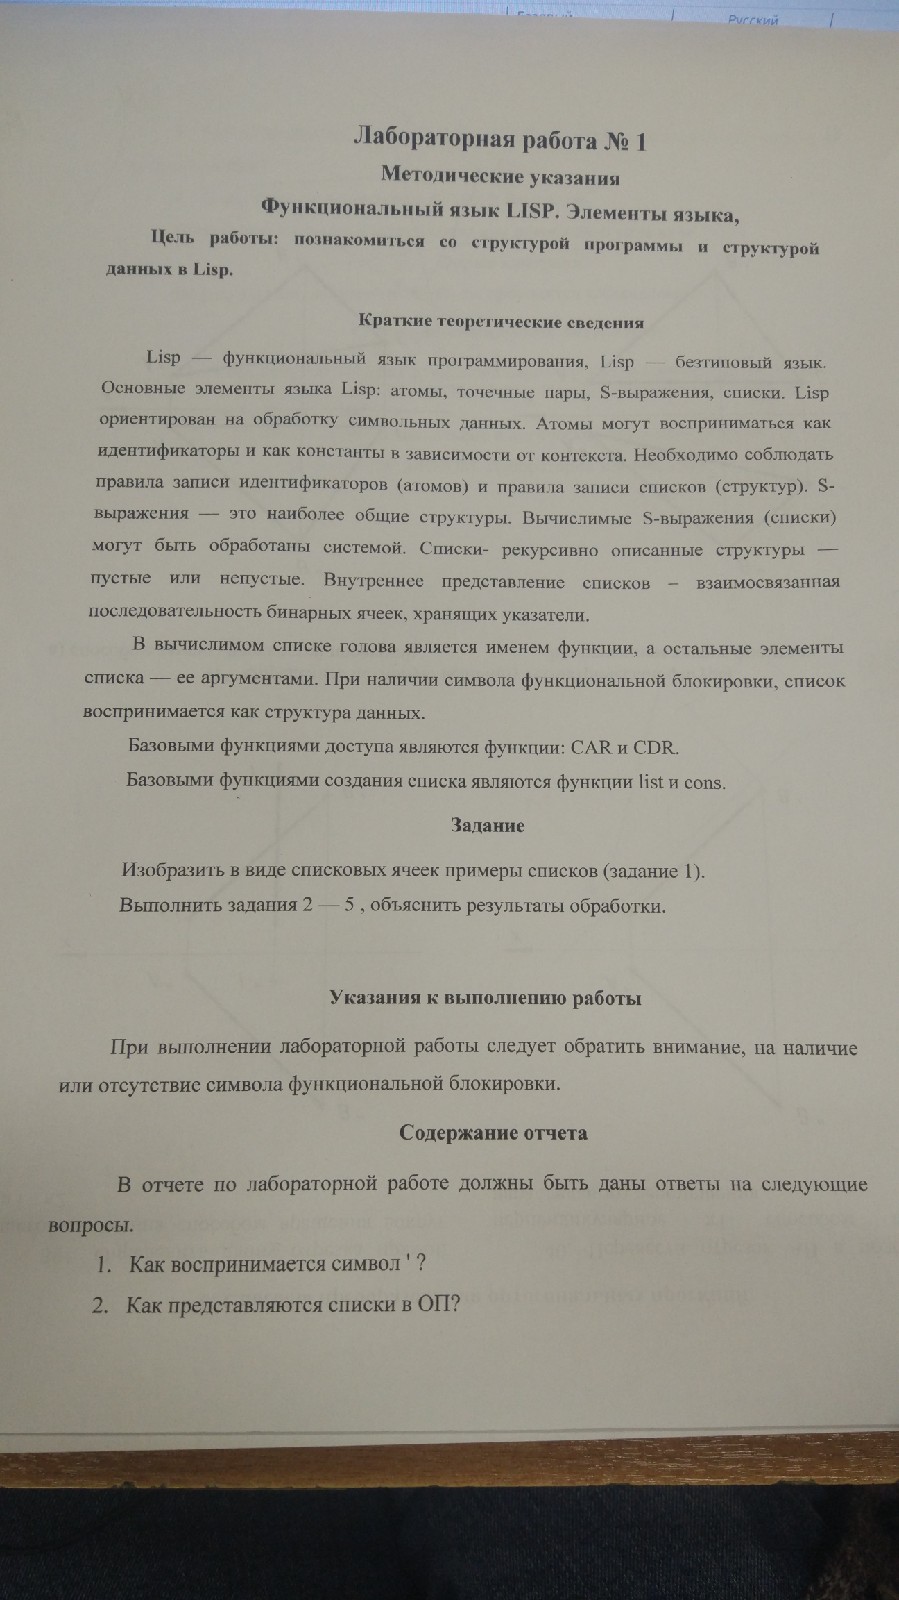 Русский
Лабораторная работа № 1
Методические указания
Функциональный язык LISP. Элементы языка,
Цель работы: познакомиться со структурой программы и структурой
данных в Lisp.
Краткие теоретические сведения
Lisp — функциональный язык программирования, Lisp — безтиповый язык.
Основные элементы языка Lisp: атомы, точечные пары, S-выражения, списки. Lisp
ориентирован на обработку символьных данных. Атомы могут восприниматься как
идентификаторы и как константы в зависимости от контекста. Необходимо соблюдать
правила записи идентификаторов (атомов) и правила записи списков (структур). S-
выражения — это наиболее общие структуры. Вычислимые S-выражения (списки)
могут быть обработаны системой. Списки- рекурсивно описанные структуры —
пустые или непустые. Внутреннее представление списков – взаимосвязанная
последовательность бинарных ячеек, хранящих указатели.
В вычислимом списке голова является именем функции, а остальные элементы
списка — ее аргументами. При наличии символа функциональной блокировки, список
воспринимается как структура данных.
Базовыми функциями доступа являются функции: CAR и CDR.
Базовыми функциями создания списка являются функции list и cons.
Задание
Изобразить в виде списковых ячеек примеры списков (задание 1).
Выполнить задания 2 — 5 , объяснить результаты обработки.
Указания к выполнению работы
При выполнении лабораторной работы следует обратить внимание, на наличие
или отсутствие символа функциональной блокировки.
Содержание отчета
В отчете по лабораторной работе должны быть даны ответы на следующие
вопросы.
1. Как воспринимается символ ' ?
2. Как представляются списки в ОП?